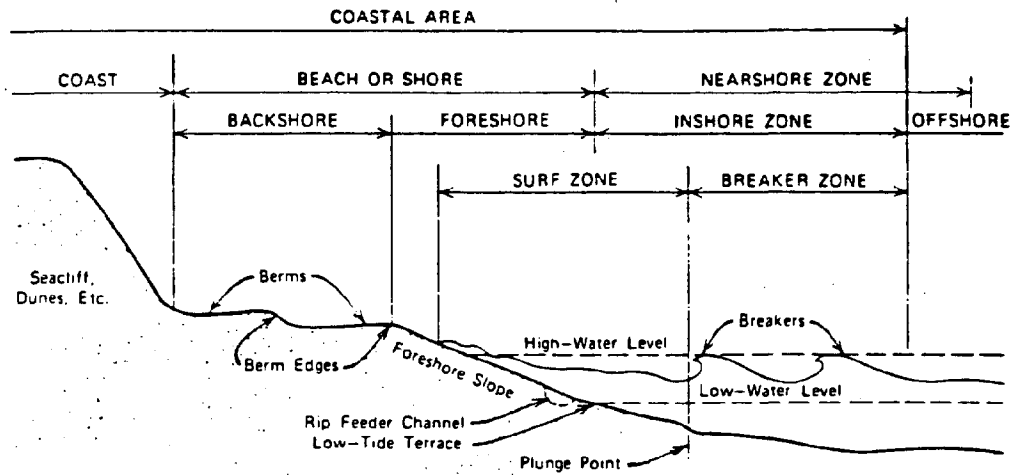 COASTAL AREA
COAST
BEACH OR SHORE
NEARSHORE ZONE
BACKSHORE
FORESHORE
INSHORE ZONE
OFFSHORE
SURF ZONE
BREAKER ZONE
Seacliff,
Dunes, Etc.
Berms
Breakers
High-Water Level
Berm Edges
Foreshore Slope
Low-Water Level
Rip Feeder Channel
Low-Tide Terrace
Plunge Point